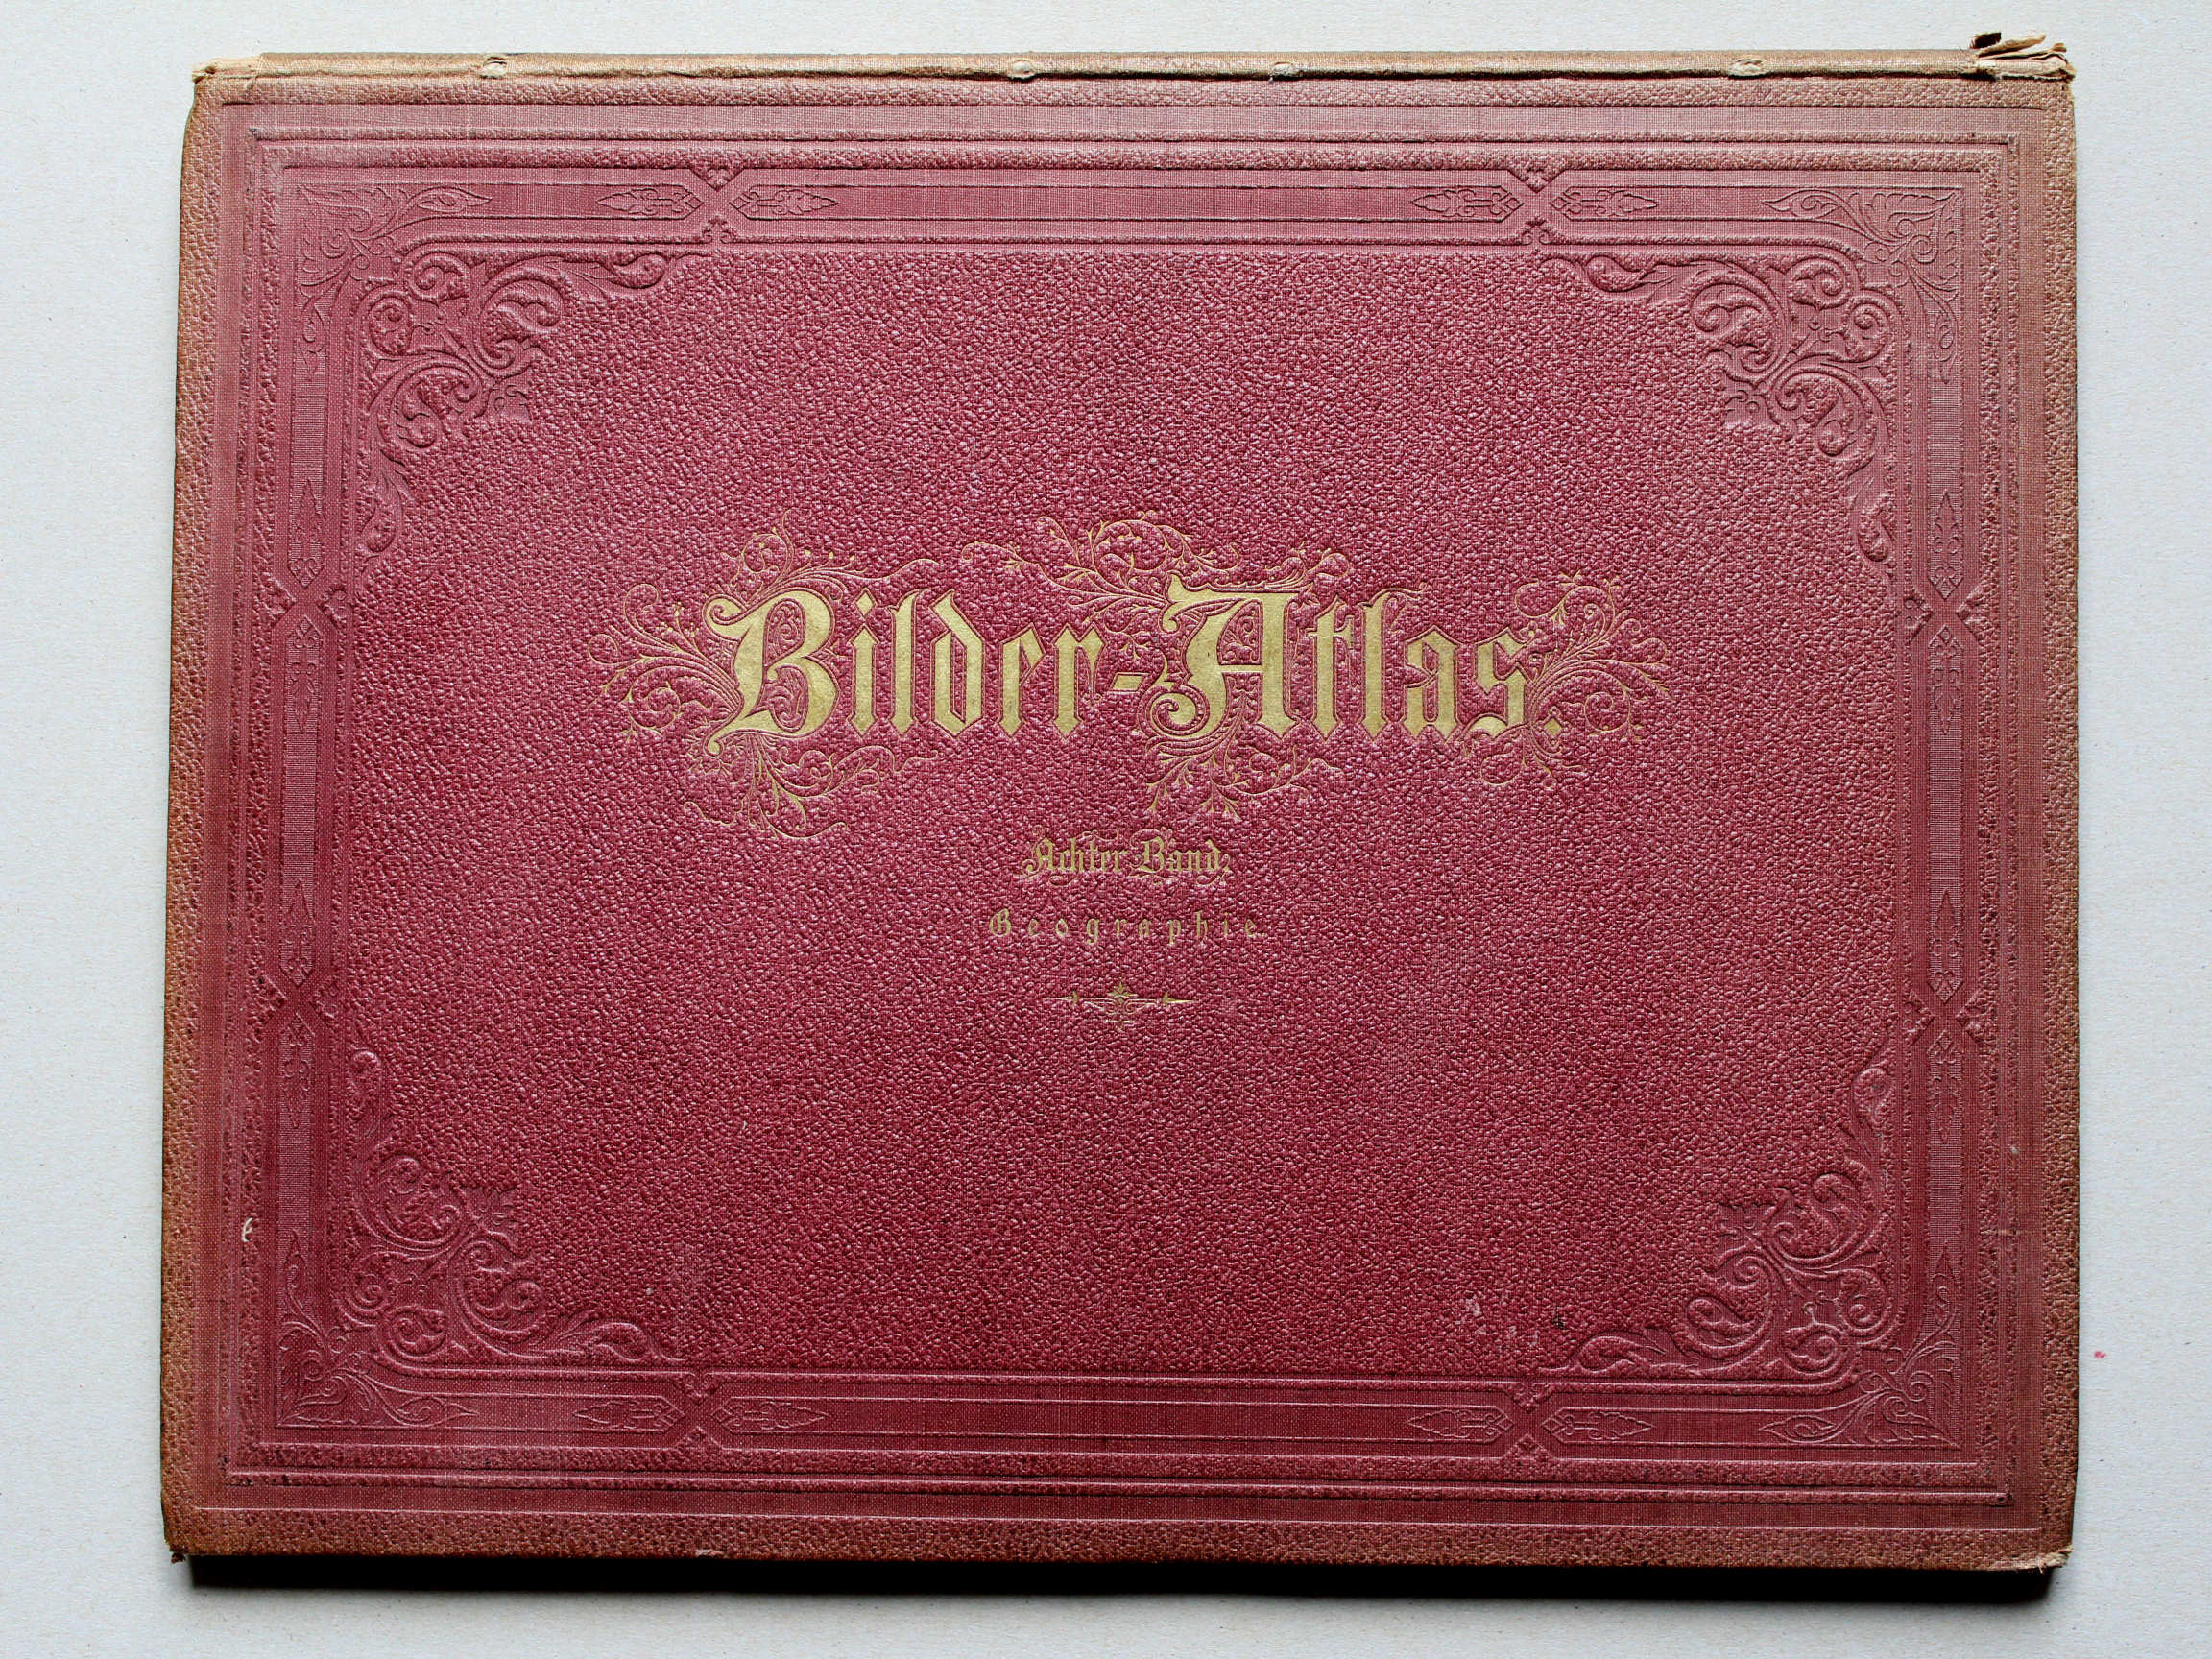 Bilder-Atlas.
Achter Band.
Geographie.